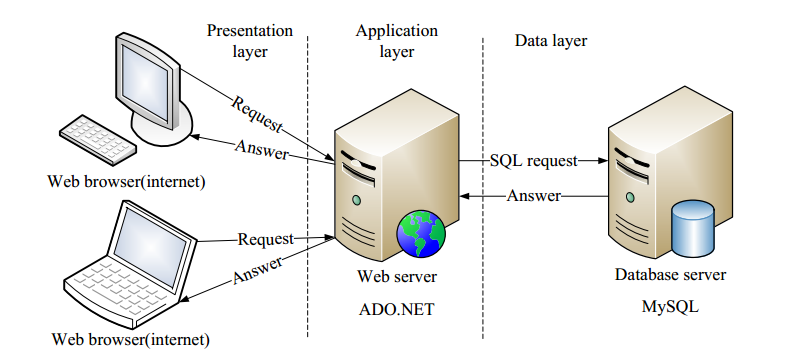 Presentation
layer
Application
layer
Data layer
Request
Answer
Web browser(internet)
SQL request
Answer
Request
Answer
Web browser(internet)
Web server
ADO.NET
Database server
MySQL